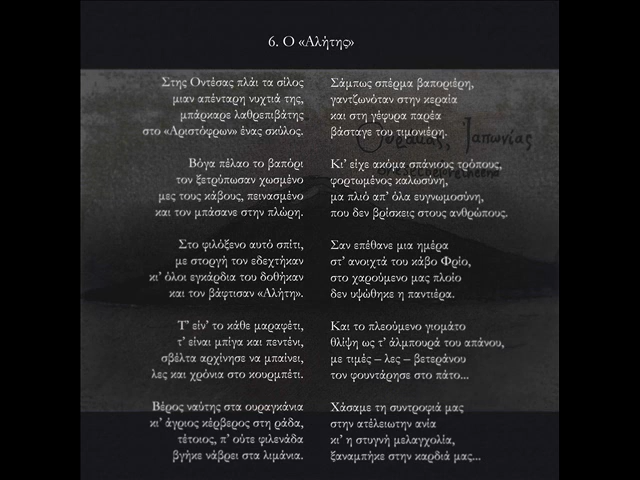 6. Ο «Αλήτης»
Στης Οντέσας πλάι τα σίλος
μιαν απένταρη νυχτιά της,
μπάρκαρε λαθρεπιβάτης
στο «Αριστόφρων» ένας σκύλος.
Βόγα πέλαο το βαπόρι
τον ξετρύπωσαν χωσμένο
μες τους κάβους, πεινασμένο
και τον μπάσανε στην πλώρη.
Στο φιλόξενο αυτό σπίτι,
με στοργή τον εδεχτήκαν
κι' όλοι εγκάρδια του δοθήκαν
και τον βάφτισαν «Αλήτη».
Τ' είν' το κάθε μαραφέτι,
τ' είναι μπίγα και πεντένι,
σβέλτα αρχίνησε να μπαίνει,
λες και χρόνια στο κουρμπέτι.
Βέρος ναύτης στα ουραγκάνια
κι' άγριος κέρβερος στη ράδα,
τέτοιος, π' ούτε φιλενάδα
βγήκε νάβρει στα λιμάνια.
Σάμπως σπέρμα βαποριέρη,
γαντζωνόταν στην κεραία
και στη γέφυρα παρέα
βάσταγε του τιμονιέρη.
Κι' είχε ακόμα σπάνιους τρόπους,
φορτωμένος καλωσύνη,
μα πλιό απ' όλα ευγνωμοσύνη,
που δεν βρίσκεις στους ανθρώπους.
Σαν επέθανε μια ημέρα
στ' ανοιχτά του κάβο Φρίο,
στο χαρούμενο μας πλοίο
δεν υψώθηκε η παντιέρα.
Και το πλεούμενο γιομάτο
θλίψη ως τ' άλμπουρά του απάνου,
με τιμές – λες – βετεράνου
τον φουντάρησε στο πάτο...
Χάσαμε τη συντροφιά μας
στην ατέλειωτην ανία
κι' η στυγνή μελαγχολία,
ξαναμπήκε στην καρδιά μας...
Ιαπωνίας